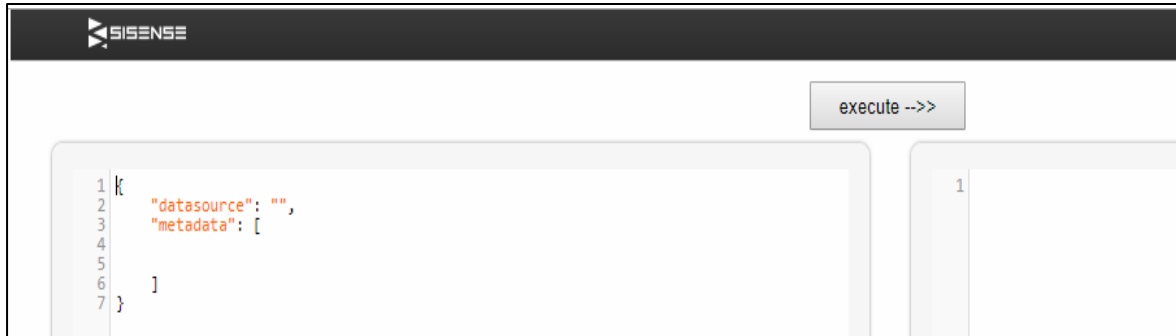 SISENSE
execute -->>
1 {
2 "datasource": "",
3 "metadata": [
4
5
6 ]
7 }
1